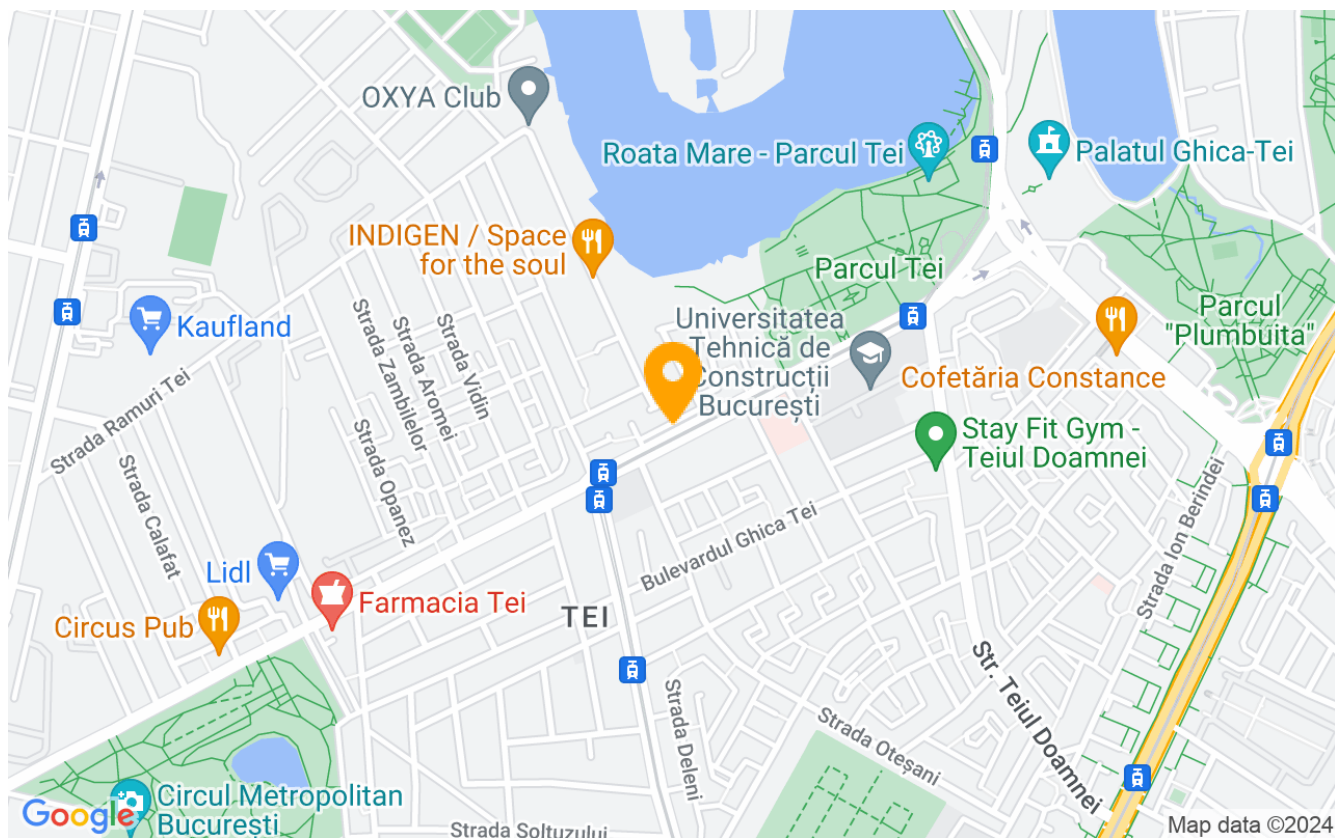 OXYA Club
Roata Mare - Parcul Tei
Palatul Ghica-Tei
INDIGEN / Space
for the soul
Parcul Tei
Parcul
"Plumbuita"
Kaufland
Universitatea
Tehnică de
Construcții
București
Cofetăria Constance
Strada Ramuri Tei
Strada Zambilelor
Strada Aromei
Strada Vidin
Strada Opanez
Stay Fit Gym -
Teiul Doamnei
Strada Calafat
Strada Ion Berindei
Bulevardul Ghica Tei
Lidl
Farmacia Tei
Circus Pub
TEI
Str. Teiul Doamnei
Strada Deleni
Strada Oteșani
Circul Metropolitan
București
Google
Strada Soltuzului
Map data ©2024